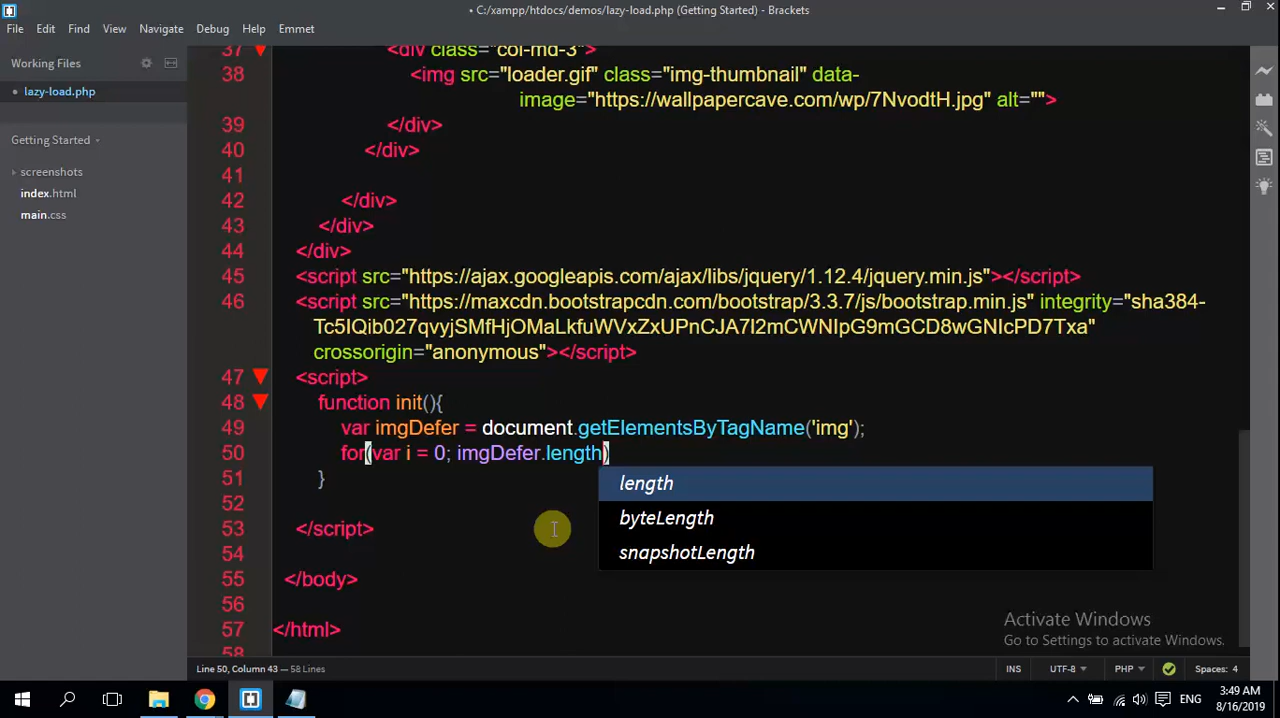 • C:/xampp/htdocs/demos/lazy-load.php (Getting Started) - Brackets
File Edit Find View Navigate Debug Help Emmet
Working Files
• lazy-load.php
Getting Started
screenshots
index.html
main.css
37 <div class="col-md-3">
38 <img src="loader.gif" class="img-thumbnail" data-
image="https://wallpapercave.com/wp/7NvodtH.jpg" alt="">
39 </div>
40 </div>
41
42 </div>
43 </div>
44 </div>
45 <script src="https://ajax.googleapis.com/ajax/libs/jquery/1.12.4/jquery.min.js"></script>
46 <script src="https://maxcdn.bootstrapcdn.com/bootstrap/3.3.7/js/bootstrap.min.js" integrity="sha384-
Tc5IQib027qvyjSMfHjOMaLkfuWVxZxUPnCJA7l2mCWNIpG9mGCD8wGNIcPD7Txa"
crossorigin="anonymous"></script>
47 <script>
48 function init(){
49 var imgDefer = document.getElementsByTagName('img');
50 for(var i = 0; imgDefer.length)
51 }
52
53 </script>
54
55 </body>
56
57 </html>
58
length
byteLength
snapshotLength
Activate Windows
Go to Settings to activate Windows.
Line 50, Column 43 — 58 Lines
INS UTF-8 PHP Spaces: 4
ENG
3:49 AM
8/16/2019